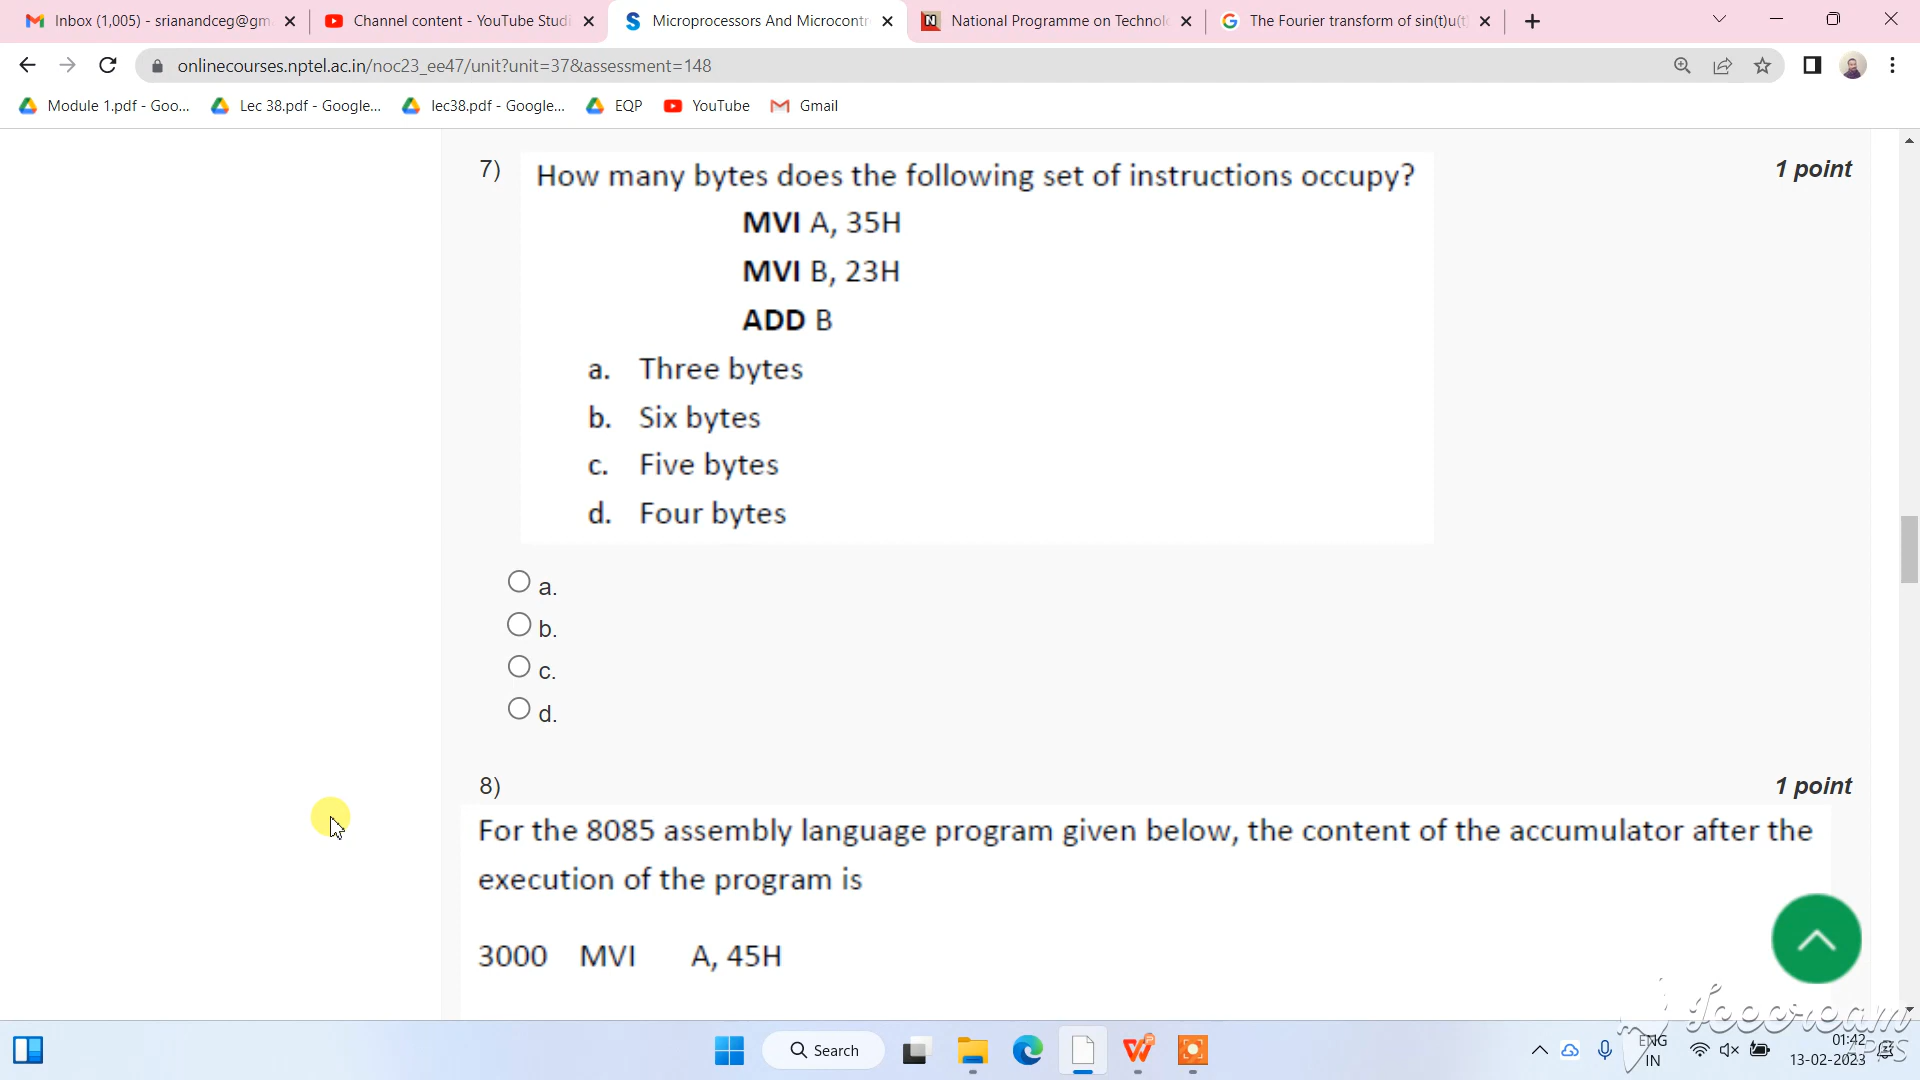 Inbox (1,005) - srianandceg@gm
Channel content - YouTube Studi
Microprocessors And Microcontr
National Programme on Technolo
The Fourier transform of sin(t)u(t
onlinecourses.nptel.ac.in/noc23_ee47/unit?unit=37&assessment=148
Module 1.pdf - Goo...
Lec 38.pdf - Google...
lec38.pdf - Google...
EQP
YouTube
Gmail
7)
1 point
How many bytes does the following set of instructions occupy?
MVI A, 35H
MVI B, 23H
ADD B
a. Three bytes
b. Six bytes
c. Five bytes
d. Four bytes
a.
b.
c.
d.
8)
1 point
For the 8085 assembly language program given below, the content of the accumulator after the
execution of the program is
3000 MVI A, 45H
Icecream
Search
ENG
IN
01:42
13-02-2023